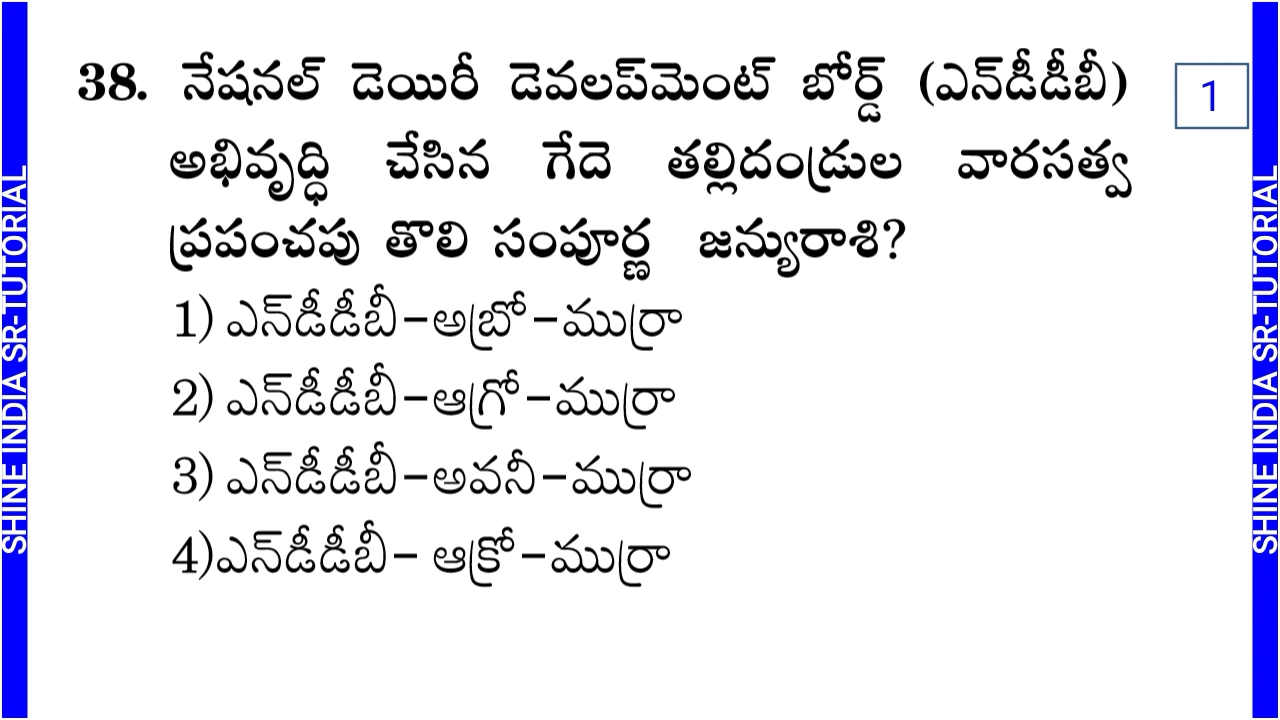 38. నేషనల్ డెయిరీ డెవలప్‌మెంట్ బోర్డ్ (ఎన్‌డీడీబీ)
1
అభివృద్ధి చేసిన గేదె తల్లిదండ్రుల వారసత్వ
ప్రపంచపు తొలి సంపూర్ణ జన్యురాశి?
1) ఎన్‌డీడీబీ-అబ్రో-ముర్రా
2) ఎన్‌డీడీబీ-ఆగ్రో-ముర్రా
3) ఎన్‌డీడీబీ-అవనీ-ముర్రా
4)ఎన్‌డీడీబీ- ఆక్రో-ముర్రా
SHINE INDIA SR-TUTORIAL
SHINE INDIA SR-TUTORIAL